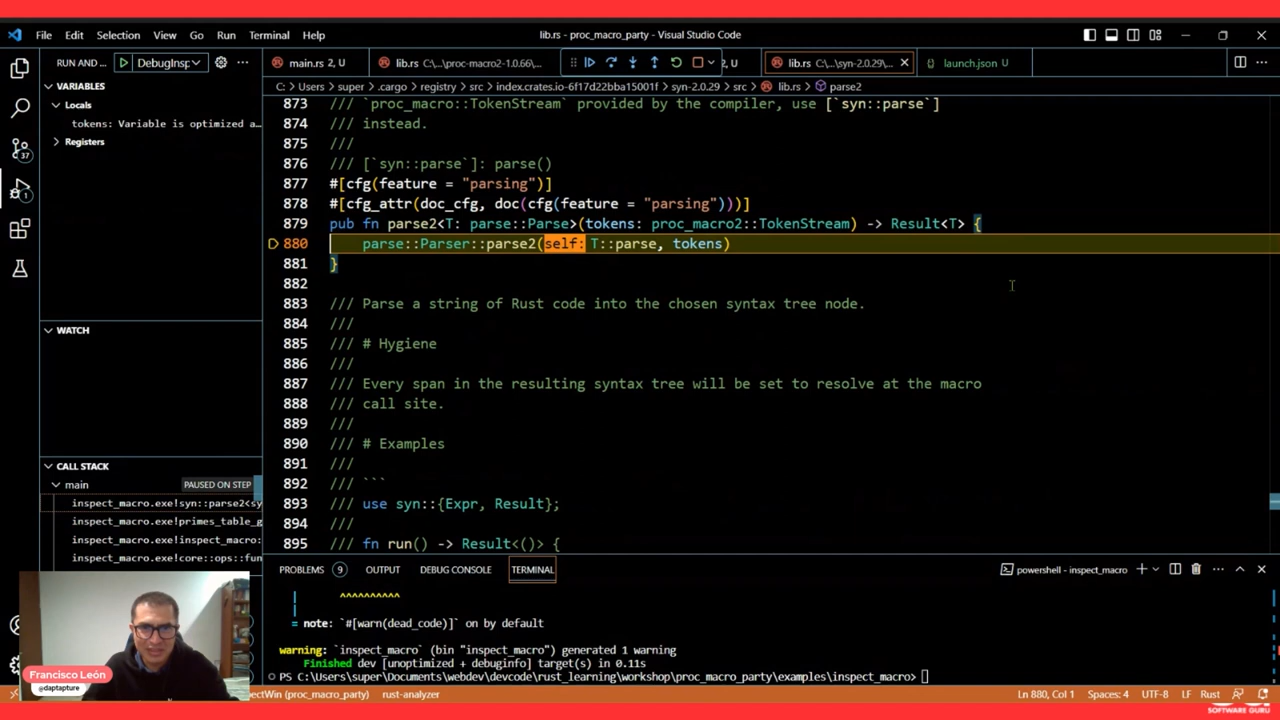 File Edit Selection View Go Run Terminal Help
lib.rs - proc_macro_party - Visual Studio Code
RUN AND ... DebugInsp
main.rs 2, U
lib.rs C:\...\proc-macro2-1.0.66\...
2, U
lib.rs C:\...\syn-2.0.29\...
launch.json U
C: > Users > super > .cargo > registry > src > index.crates.io-6f17d22bba15001f > syn-2.0.29 > src > lib.rs > parse2
VARIABLES
Locals
tokens: Variable is optimized a...
Registers
WATCH
CALL STACK
main PAUSED ON STEP
inspect_macro.exe!syn::parse2<sy
inspect_macro.exe!primes_table_g
inspect_macro.exe!inspect_macro:
inspect_macro.exe!core::ops::fun
37
1
873 /// `proc_macro::TokenStream` provided by the compiler, use [`syn::parse`]
874 /// instead.
875 ///
876 /// [`syn::parse`]: parse()
877 #[cfg(feature = "parsing")]
878 #[cfg_attr(doc_cfg, doc(cfg(feature = "parsing")))]
879 pub fn parse2<T: parse::Parse>(tokens: proc_macro2::TokenStream) -> Result<T> {
880 parse::Parser::parse2(self: T::parse, tokens)
881 }
882
883 /// Parse a string of Rust code into the chosen syntax tree node.
884 ///
885 /// # Hygiene
886 ///
887 /// Every span in the resulting syntax tree will be set to resolve at the macro
888 /// call site.
889 ///
890 /// # Examples
891 ///
892 /// ```
893 /// use syn::{Expr, Result};
894 ///
895 /// fn run() -> Result<()> {
PROBLEMS 9 OUTPUT DEBUG CONSOLE TERMINAL
powershell - inspect_macro
| ^^^^^^^^^^
|
= note: `#[warn(dead_code)]` on by default
warning: `inspect_macro` (bin "inspect_macro") generated 1 warning
Finished dev [unoptimized + debuginfo] target(s) in 0.11s
PS C:\Users\super\Documents\webdev\devcode\rust_learning\workshop\proc_macro_party\examples\inspect_macro>
Francisco León
@daptapture
ectWin (proc_macro_party) rust-analyzer
Ln 880, Col 1 Spaces: 4 UTF-8 LF Rust
SOFTWARE GURU